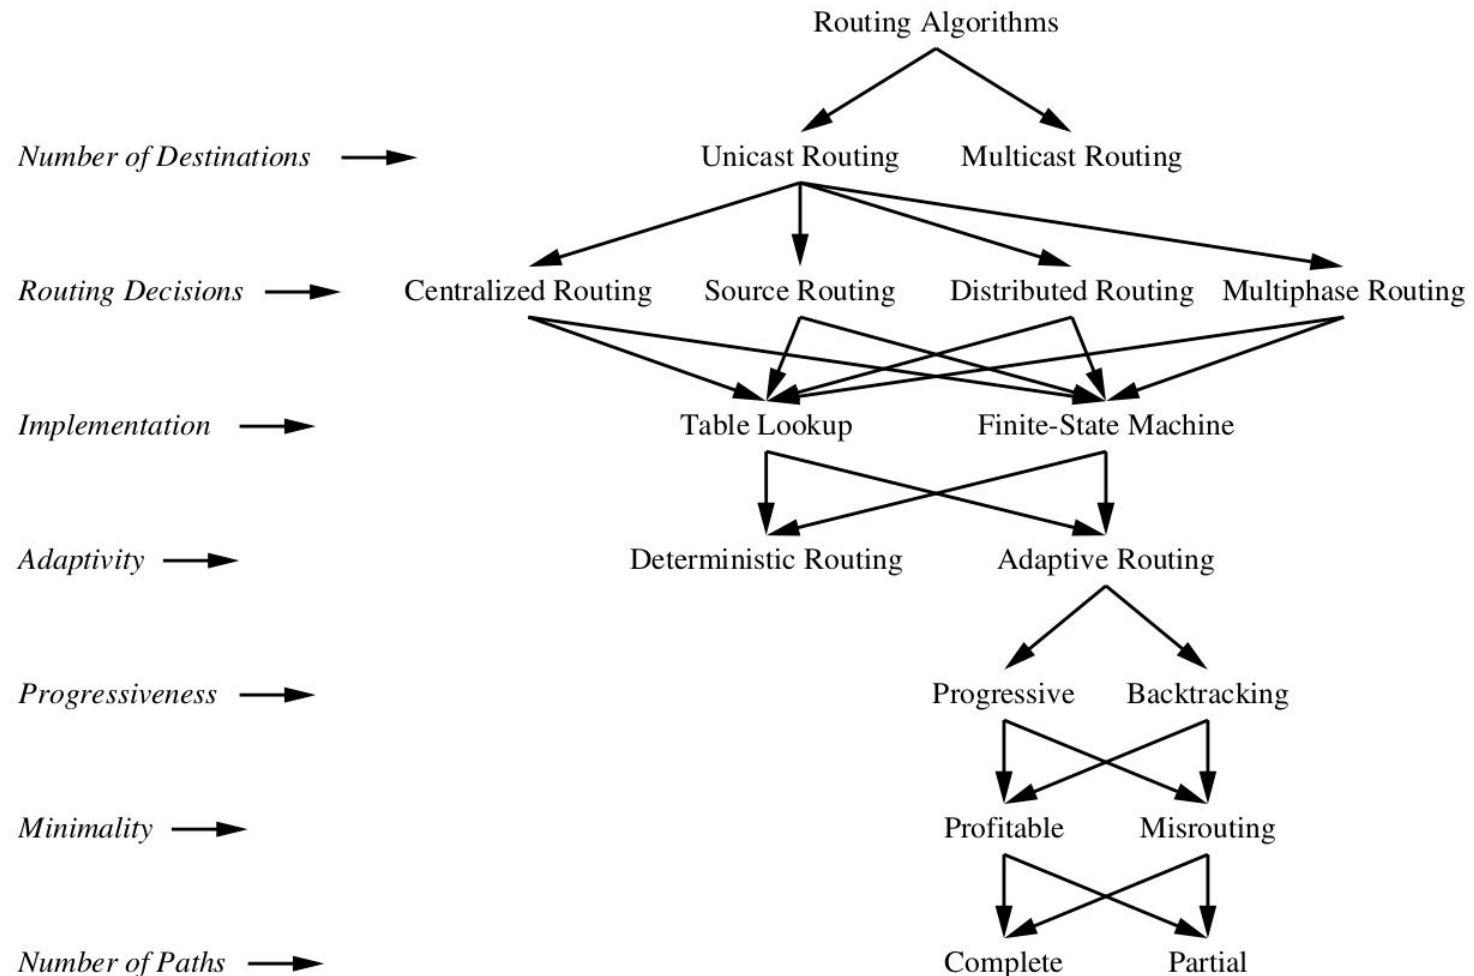 Routing Algorithms
Number of Destinations Unicast Routing Multicast Routing
Routing Decisions Centralized Routing Source Routing Distributed Routing Multiphase Routing
Implementation Table Lookup Finite-State Machine
Adaptivity Deterministic Routing Adaptive Routing
Progressiveness Progressive Backtracking
Minimality Profitable Misrouting
Number of Paths Complete Partial